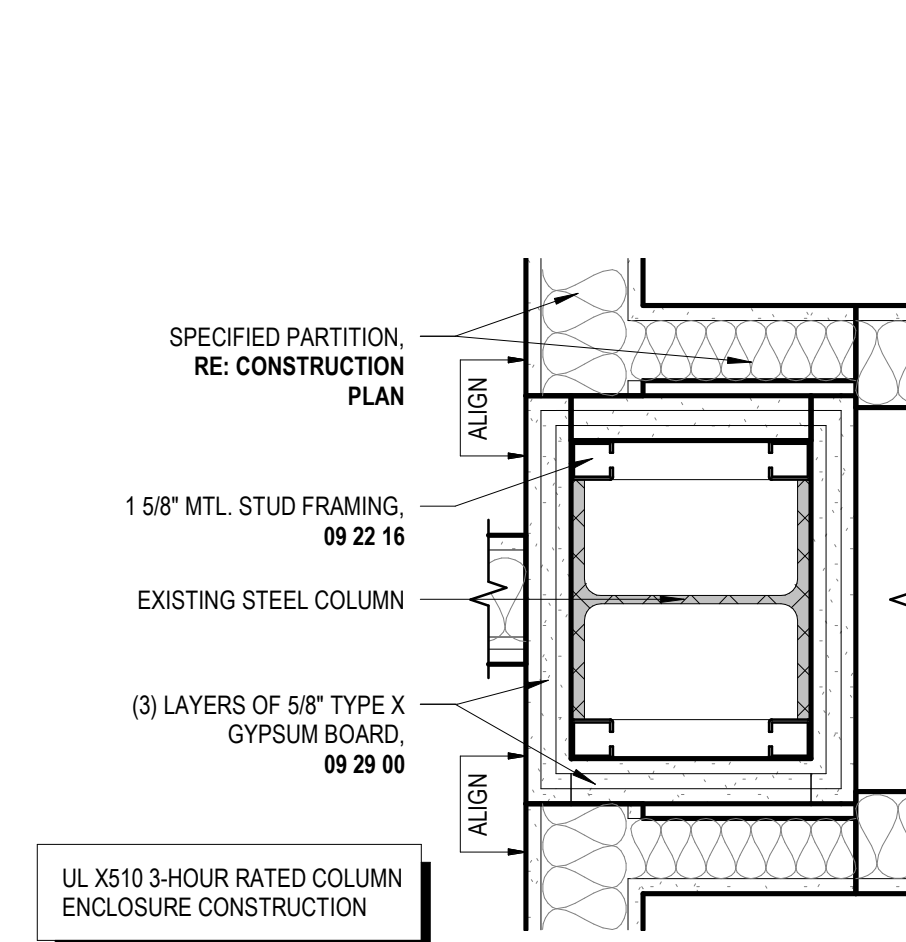 SPECIFIED PARTITION,
RE: CONSTRUCTION
PLAN
ALIGN
1 5/8" MTL. STUD FRAMING,
09 22 16
EXISTING STEEL COLUMN
(3) LAYERS OF 5/8" TYPE X
GYPSUM BOARD,
09 29 00
ALIGN
UL X510 3-HOUR RATED COLUMN
ENCLOSURE CONSTRUCTION